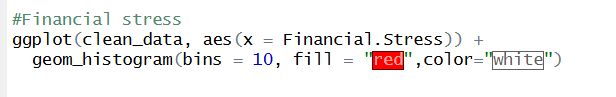 #Financial stress
ggplot(clean_data, aes(x = Financial.Stress)) +
  geom_histogram(bins = 10, fill = "red",color="white")